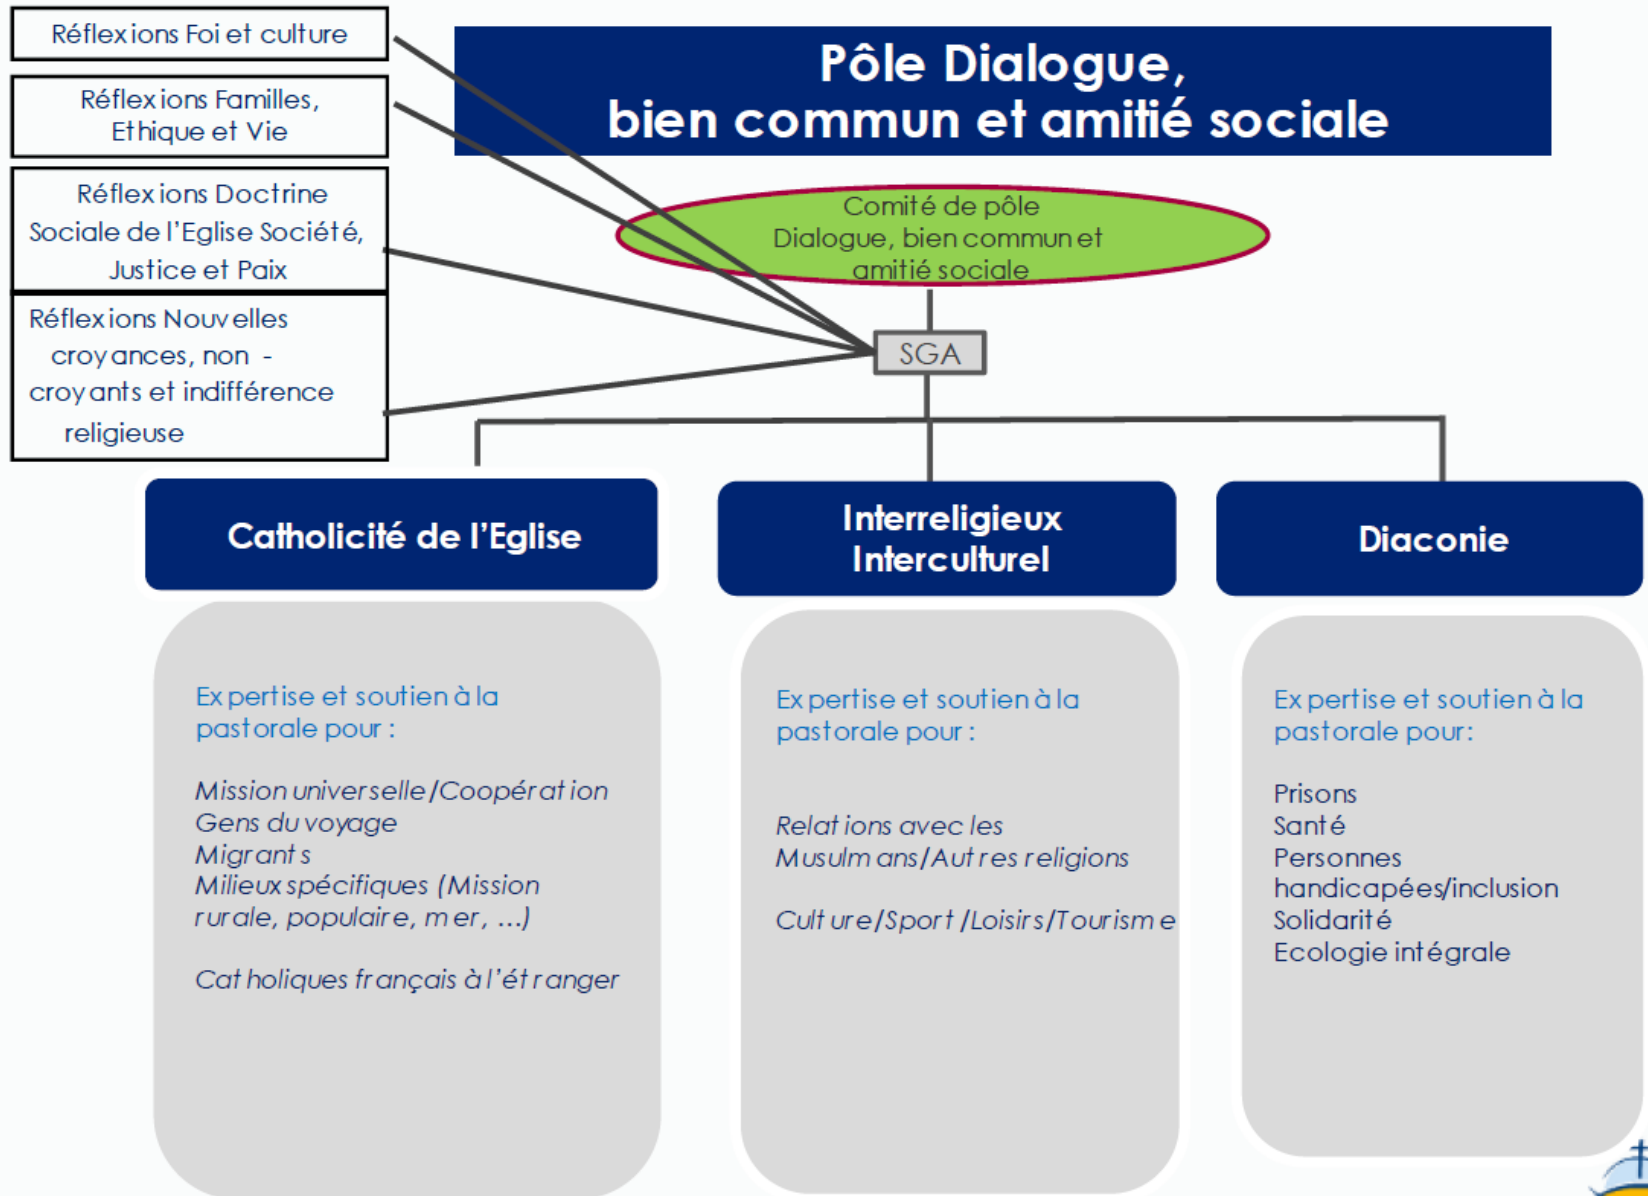 Réflexions Foi et culture
Réflexions Familles,
Ethique et Vie
Réflexions Doctrine
Sociale de l'Eglise Société,
Justice et Paix
Réflexions Nouvelles
croyances, non -
croyants et indifférence
religieuse
Pôle Dialogue,
bien commun et amitié sociale
Comité de pôle
Dialogue, bien commun et
amitié sociale
SGA
Catholicité de l'Eglise
Expertise et soutien à la
pastorale pour :
Mission universelle/Coopération
Gens du voyage
Migrants
Milieux spécifiques (Mission
rurale, populaire, mer, ...)
Catholiques français à l'étranger
Interreligieux
Interculturel
Expertise et soutien à la
pastorale pour :
Relations avec les
Musulmans/Autres religions
Culture/Sport/Loisirs/Tourisme
Diaconie
Expertise et soutien à la
pastorale pour:
Prisons
Santé
Personnes
handicapées/inclusion
Solidarité
Ecologie intégrale